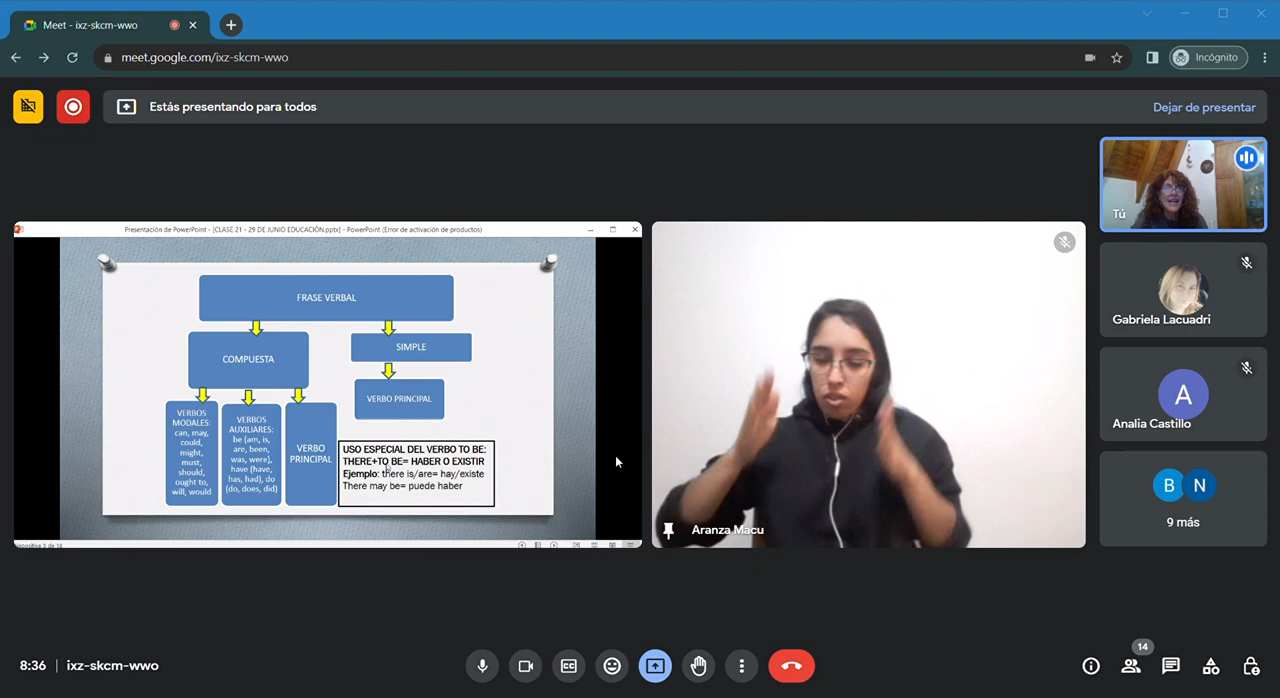 Meet - ixz-skcm-wwo
meet.google.com/ixz-skcm-wwo
Incógnito
Estás presentando para todos
Dejar de presentar
Tú
Presentación de PowerPoint - [CLASE 21 - 29 DE JUNIO EDUCACIÓN.pptx] - PowerPoint (Error de activación de productos)
FRASE VERBAL
COMPUESTA
SIMPLE
VERBO PRINCIPAL
VERBOS
MODALES:
can, may,
could,
might,
must,
should,
ought to,
will, would
VERBOS
AUXILIARES:
be (am, is,
are, been,
was, were),
have (have,
has, had), do
(do, does, did)
VERBO
PRINCIPAL
USO ESPECIAL DEL VERBO TO BE:
THERE+TO BE= HABER O EXISTIR
Ejemplo: there is/are= hay/existe
There may be= puede haber
Aranza Macu
Gabriela Lacuadri
A
Analia Castillo
B N
9 más
8:36 | ixz-skcm-wwo
14